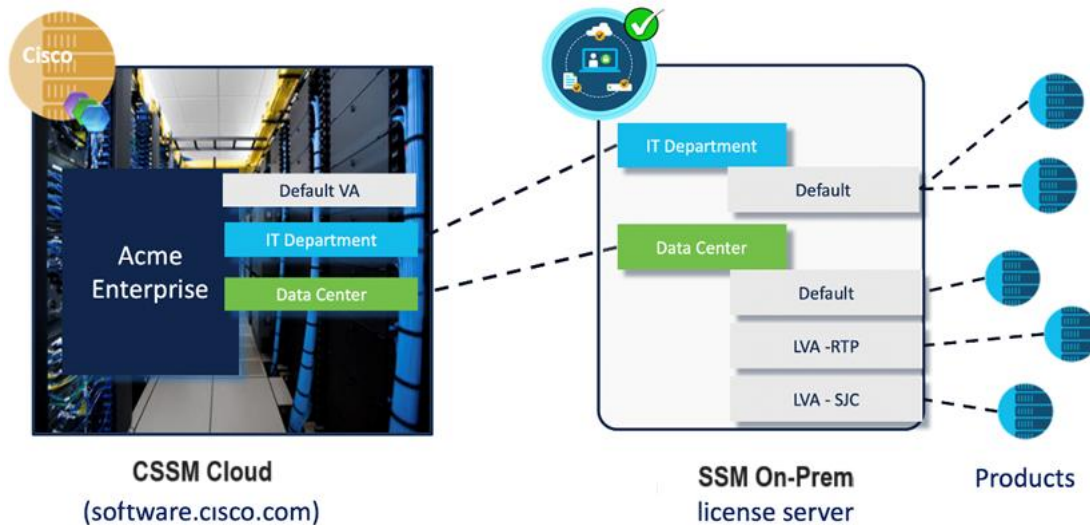 Cisco
Acme
Enterprise
Default VA
IT Department
Data Center
CSSM Cloud
(software.cısco.com)
IT Department
Default
Data Center
Default
LVA -RTP
LVA - SJC
SSM On-Prem
license server
Products